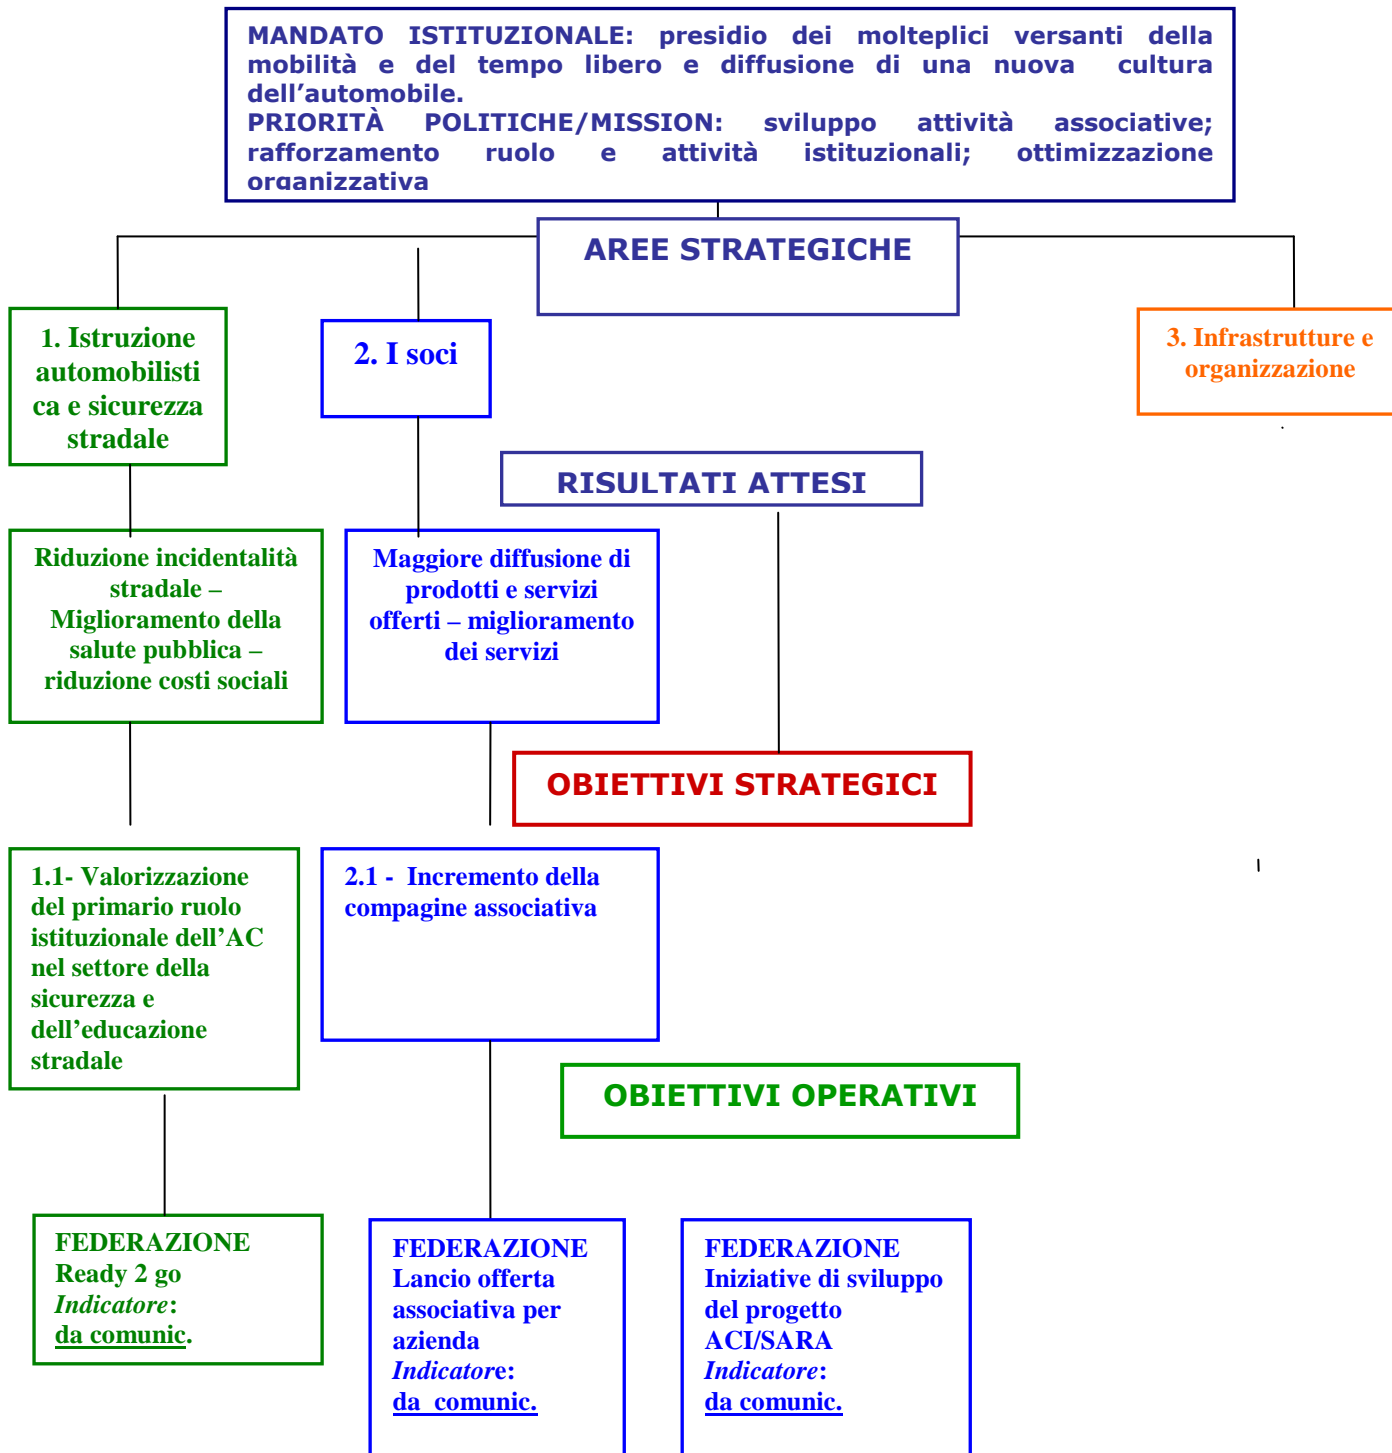 MANDATO ISTITUZIONALE: presidio dei molteplici versanti della
mobilità e del tempo libero e diffusione di una nuova cultura
dell’automobile.
PRIORITÀ POLITICHE/MISSION: sviluppo attività associative;
rafforzamento ruolo e attività istituzionali; ottimizzazione
organizzativa
AREE STRATEGICHE
1. Istruzione
automobilisti
ca e sicurezza
stradale
2. I soci
3. Infrastrutture e
organizzazione
RISULTATI ATTESI
Riduzione incidentalità
stradale –
Miglioramento della
salute pubblica –
riduzione costi sociali
Maggiore diffusione di
prodotti e servizi
offerti – miglioramento
dei servizi
OBIETTIVI STRATEGICI
1.1- Valorizzazione
del primario ruolo
istituzionale dell’AC
nel settore della
sicurezza e
dell’educazione
stradale
2.1 - Incremento della
compagine associativa
OBIETTIVI OPERATIVI
FEDERAZIONE
Ready 2 go
Indicatore:
da comunic.
FEDERAZIONE
Lancio offerta
associativa per
azienda
Indicatore:
da comunic.
FEDERAZIONE
Iniziative di sviluppo
del progetto
ACI/SARA
Indicatore:
da comunic.